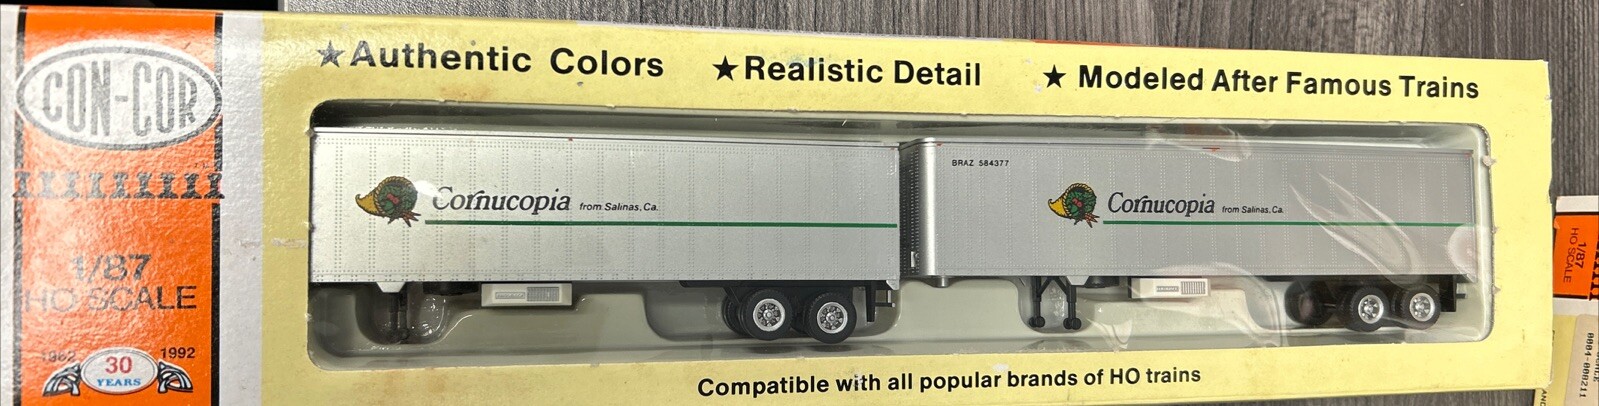 CON-COR
1/87
HO SCALE
1962 30 YEARS 1992
★Authentic Colors ★Realistic Detail ★ Modeled After Famous Trains
Cornucopia from Salinas, Ca.
BRAZ 584377
Cornucopia from Salinas, Ca.
Compatible with all popular brands of HO trains
1/87
HO SCALE
0004-008211